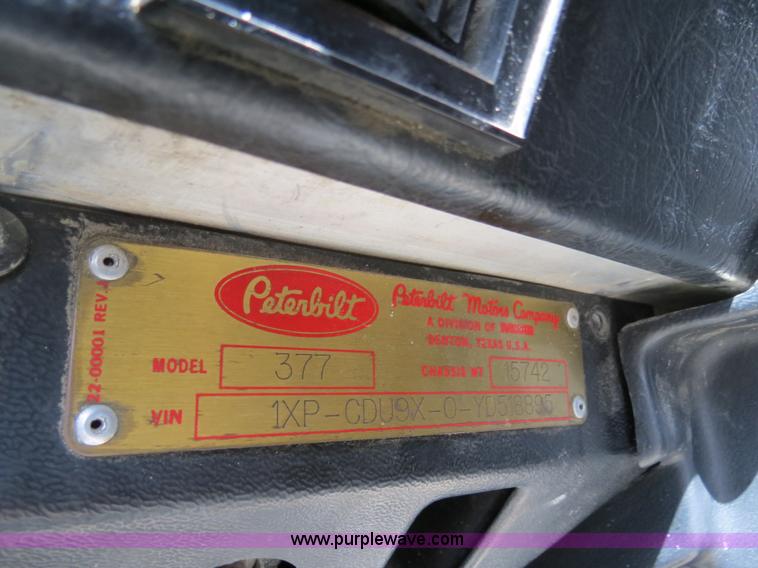 22-00001 REV.
Peterbilt
Peterbilt Motors Company
A DIVISION OF
DENTON, TEXAS U.S.A.
MODEL 377 CHASSIS Nº 15742
VIN 1XP-CDU9X-0-YD518895
www.purplewave.com